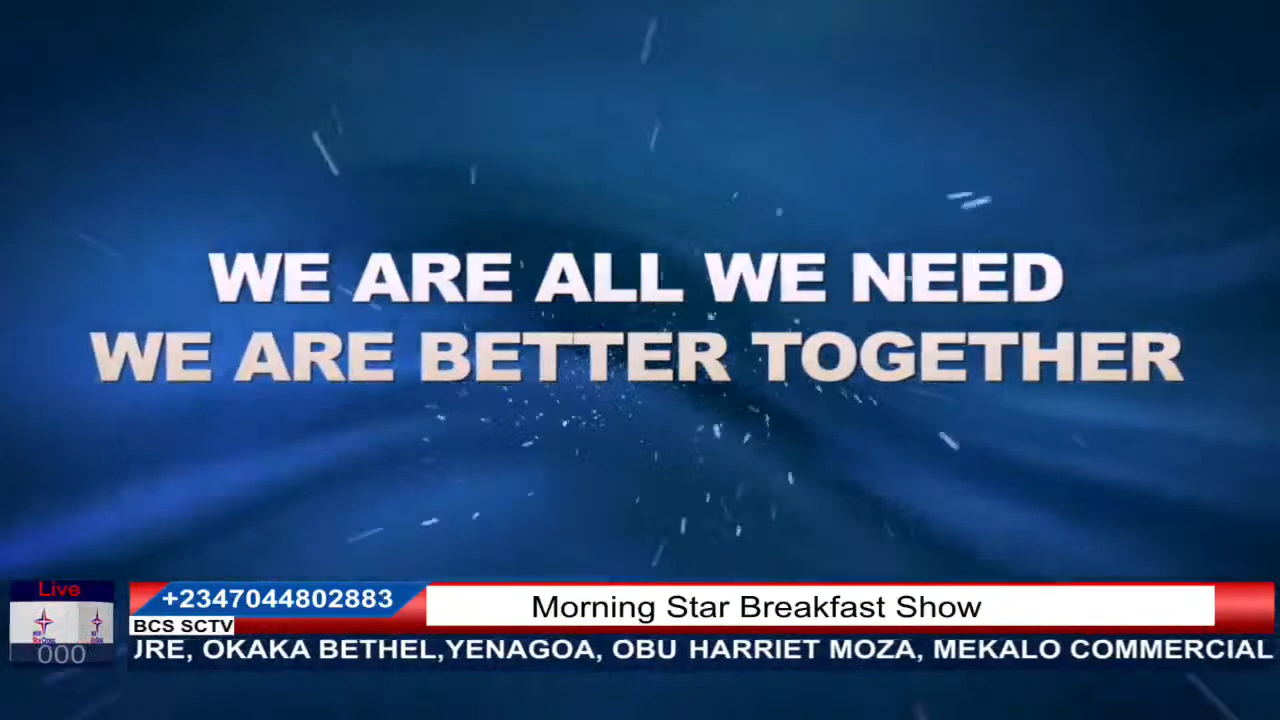 WE ARE ALL WE NEED
WE ARE BETTER TOGETHER
Live
+2347044802883
Morning Star Breakfast Show
BCS SCTV
000
JRE, OKAKA BETHEL,YENAGOA, OBU HARRIET MOZA, MEKALO COMMERCIAL